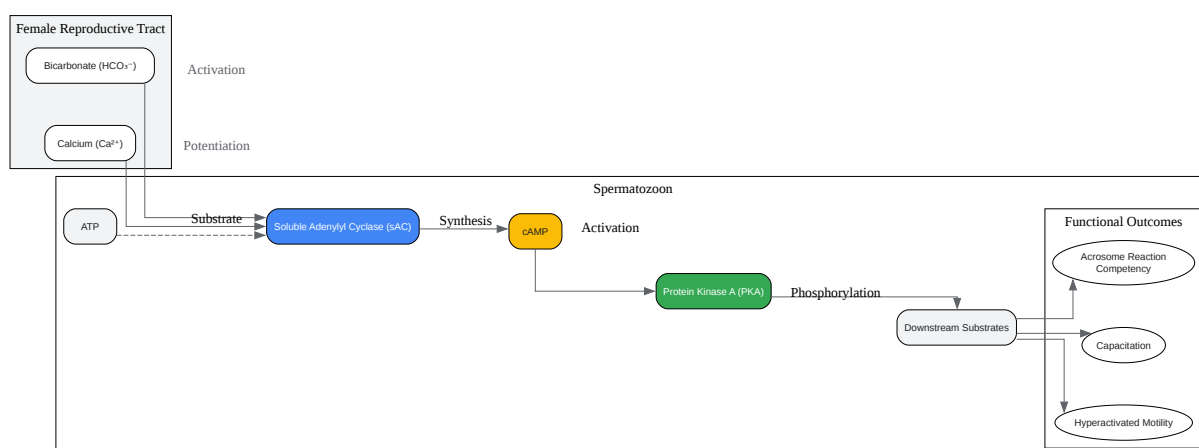 Female Reproductive Tract
Bicarbonate (HCO₃⁻)
Activation
Calcium (Ca²⁺)
Potentiation
Spermatozoon
ATP
Substrate
Soluble Adenylyl Cyclase (sAC)
Synthesis
cAMP
Activation
Protein Kinase A (PKA)
Phosphorylation
Downstream Substrates
Functional Outcomes
Acrosome Reaction
Competency
Capacitation
Hyperactivated Motility